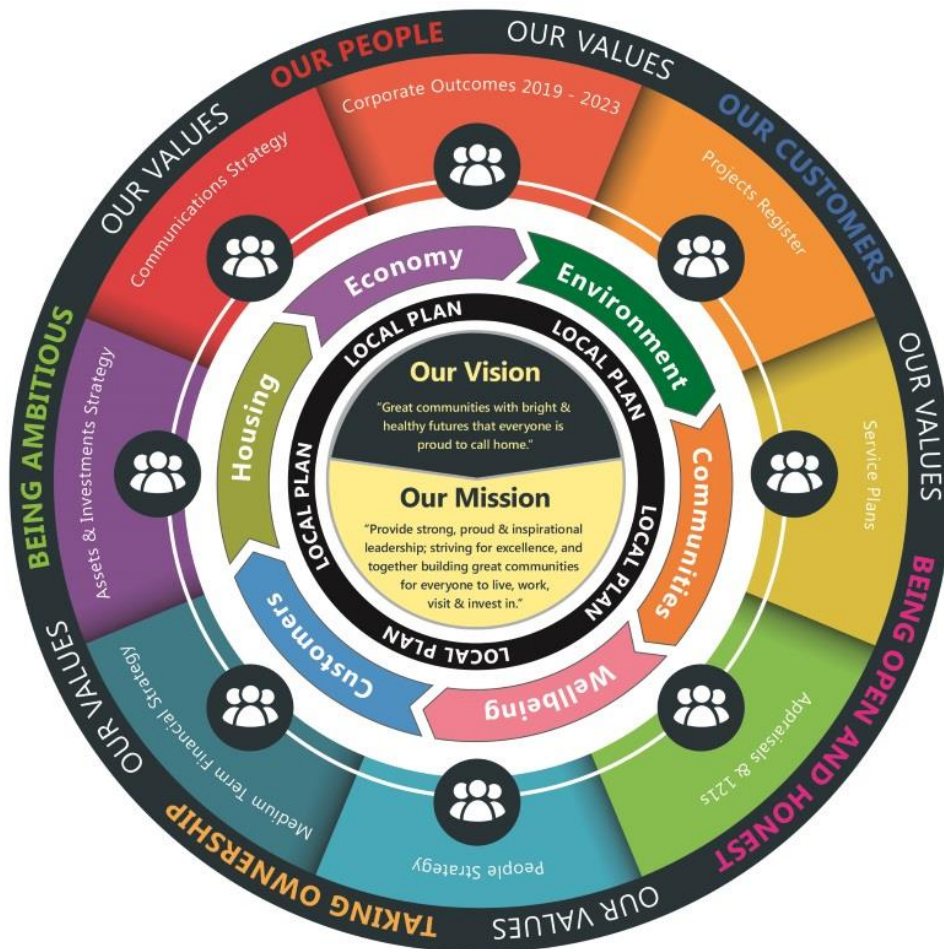 OUR PEOPLE
OUR VALUES
OUR CUSTOMERS
OUR VALUES
BEING OPEN AND HONEST
OUR VALUES
TAKING OWNERSHIP
OUR VALUES
BEING AMBITIOUS
OUR VALUES
Corporate Outcomes 2019 - 2023
Projects Register
Service Plans
Appraisals & 121s
People Strategy
Medium Term Financial Strategy
Assets & Investments Strategy
Communications Strategy
Economy
Environment
Communities
Wellbeing
Customers
Housing
LOCAL PLAN
LOCAL PLAN
LOCAL PLAN
LOCAL PLAN
LOCAL PLAN
LOCAL PLAN
Our Vision
“Great communities with bright &
healthy futures that everyone is
proud to call home.”
Our Mission
“Provide strong, proud & inspirational
leadership; striving for excellence, and
together building great communities
for everyone to live, work,
visit & invest in.”